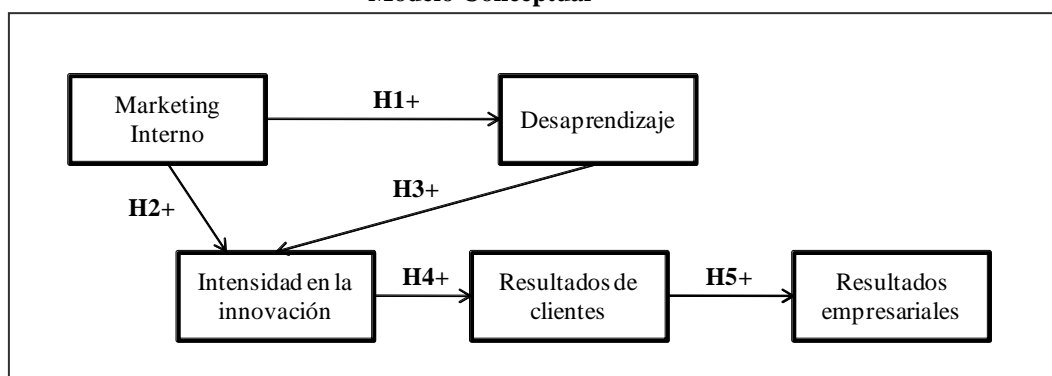 Modelo Conceptual
Marketing
Interno
H1+
Desaprendizaje
H2+
H3+
Intensidad en la
innovación
H4+
Resultados de
clientes
H5+
Resultados
empresariales